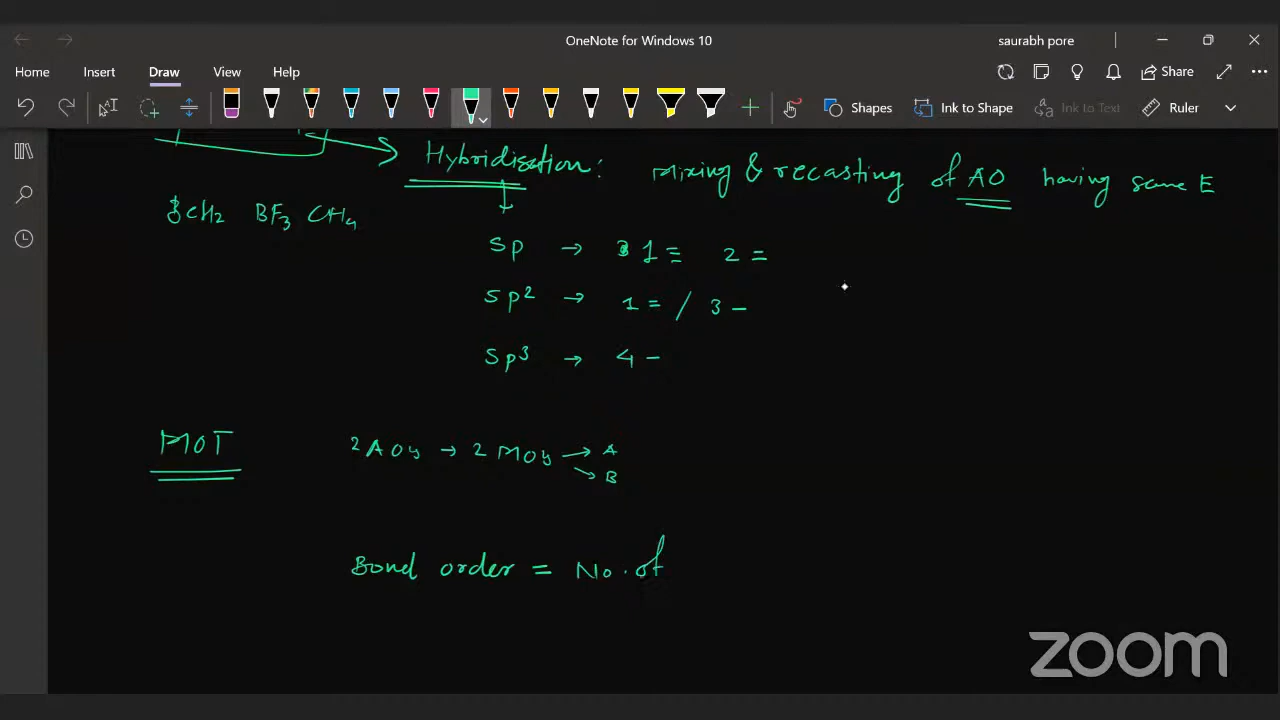 OneNote for Windows 10
saurabh pore
Home Insert Draw View Help
Share
Shapes Ink to Shape Ink to Text Ruler
Hybridisation: Mixing & recasting of AO having same E
BF3 CH4
Sp → 1 ≡ 2 =
Sp2 → 1 = / 3 -
Sp3 → 4 -
MOT 2 AOs → 2 MOs → A
→ B
Bond order = No. of
zoom